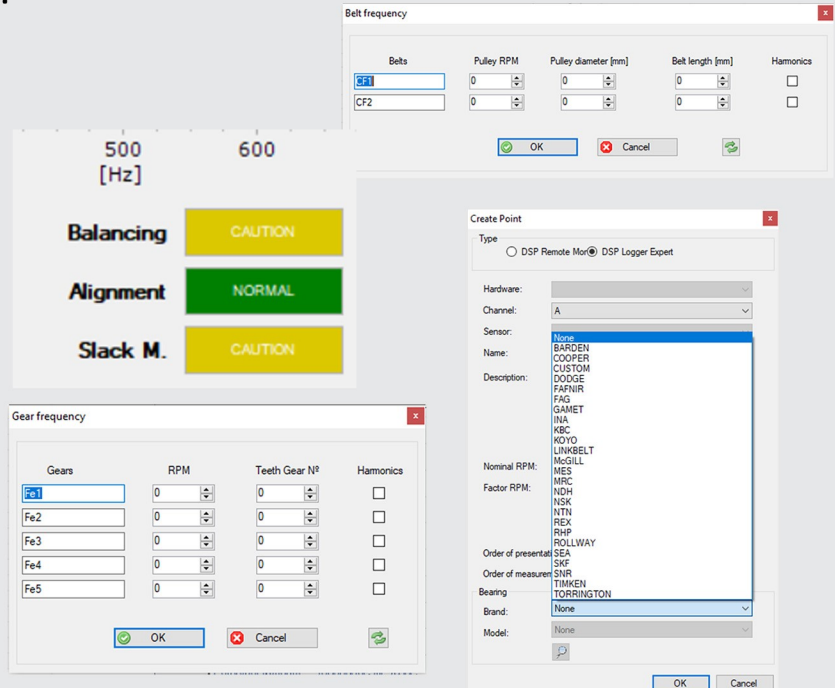 Belt frequency
x
Belts Pulley RPM Pulley diameter [mm] Belt length [mm] Harmonics
CF1 0 0 0
CF2 0 0 0
OK Cancel
500 600
[Hz]
Balancing CAUTION
Alignment NORMAL
Slack M. CAUTION
Gear frequency
x
Gears RPM Teeth Gear Nº Harmonics
Fe1 0 0
Fe2 0 0
Fe3 0 0
Fe4 0 0
Fe5 0 0
OK Cancel
Create Point
x
Type
DSP Remote Mor DSP Logger Expert
Hardware:
Channel: A
Sensor:
Name:
Description:
Nominal RPM:
Factor RPM:
Order of presentati
Order of measuren
None
BARDEN
COOPER
CUSTOM
DODGE
FAFNIR
FAG
GAMET
INA
KBC
KOYO
LINKBELT
McGILL
MES
MRC
NDH
NSK
NTN
REX
RHP
ROLLWAY
SEA
SKF
SNR
TIMKEN
TORRINGTON
Bearing
Brand: None
Model: None
OK Cancel